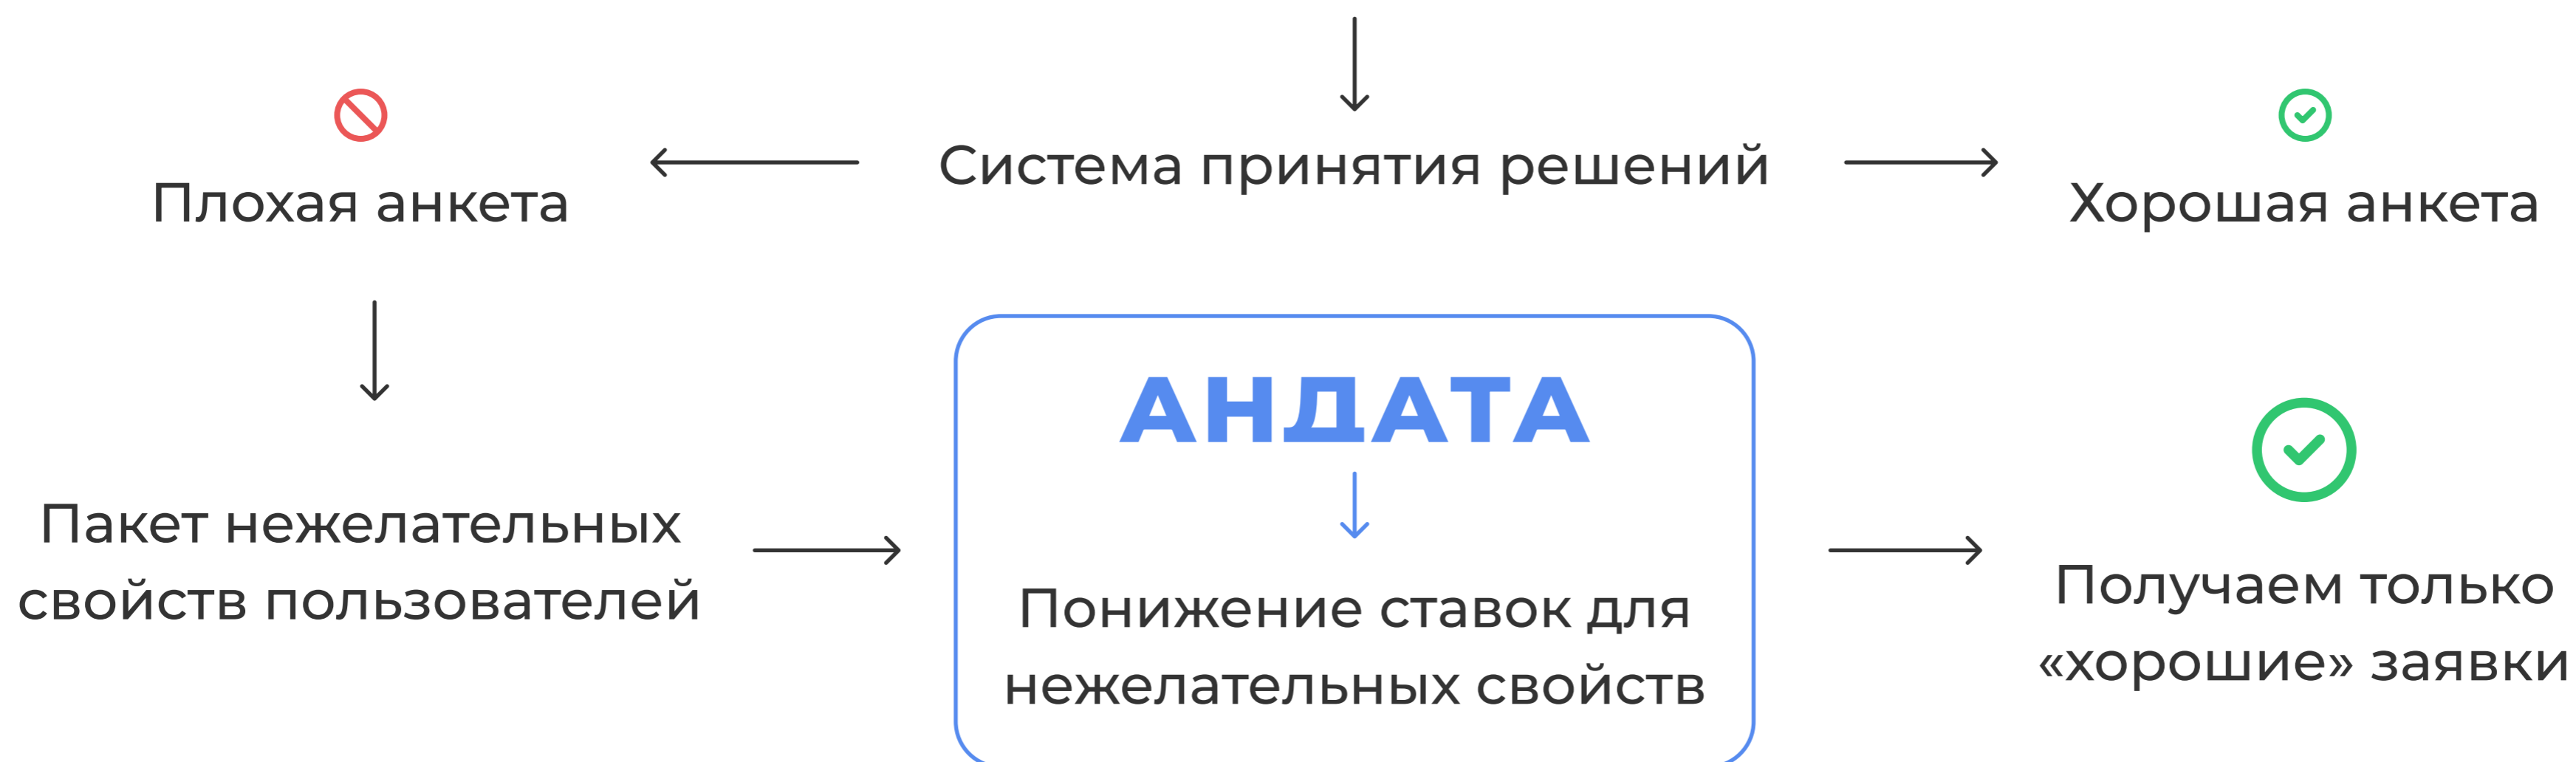 Плохая анкета
Система принятия решений
Хорошая анкета
Пакет нежелательных
свойств пользователей
АНДАТА
Понижение ставок для
нежелательных свойств
Получаем только
«хорошие» заявки